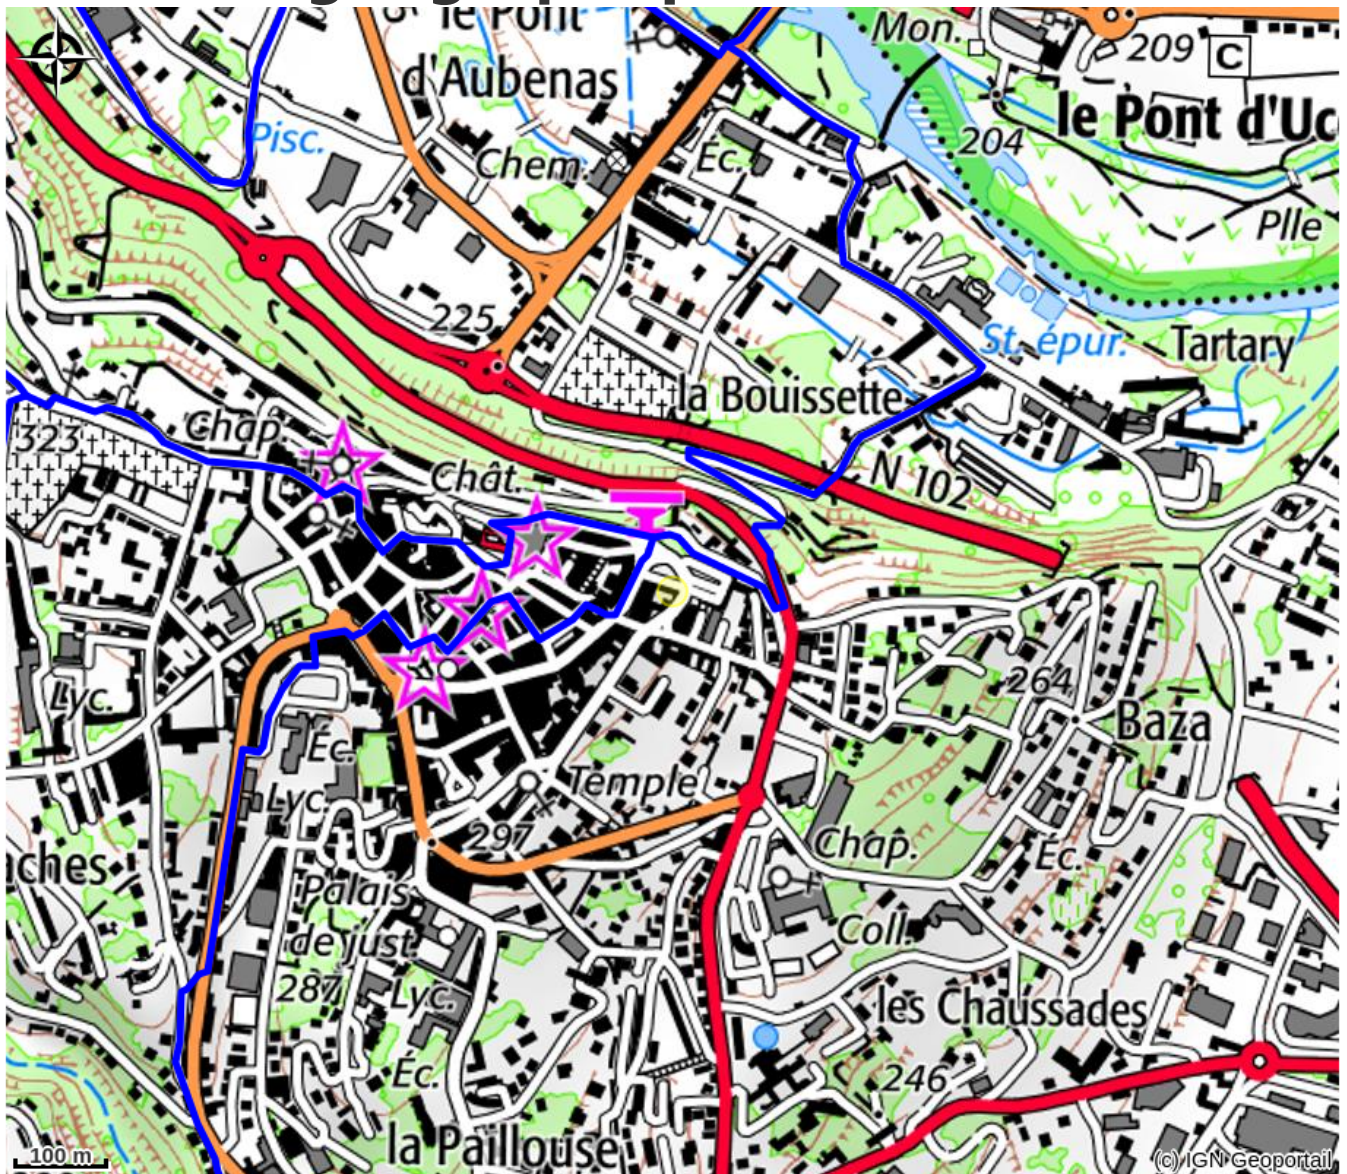 le Pont
d'Aubenas
Mon.
209
C
le Pont d'Uc
204
Pisc.
Chem.
Éc.
Plle
225
St. épur.
Tartary
la Bouissette
Chap.
323
Chât.
N 102
264
Lyc.
Baza
Éc.
Temple
Lyc.
297
Chap.
Éc.
aches
Palais
de just.
Coll.
287
Lyc.
les Chaussades
Éc.
246
la Paillouse
100 m
(c) IGN Geoportail